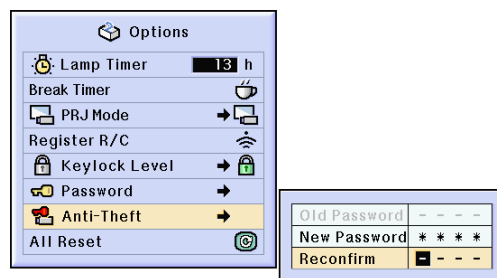 Options
Lamp Timer 13 h
Break Timer
PRJ Mode
Register R/C
Keylock Level
Password
Anti-Theft
All Reset
Old Password - - - -
New Password * * * *
Reconfirm - - - -